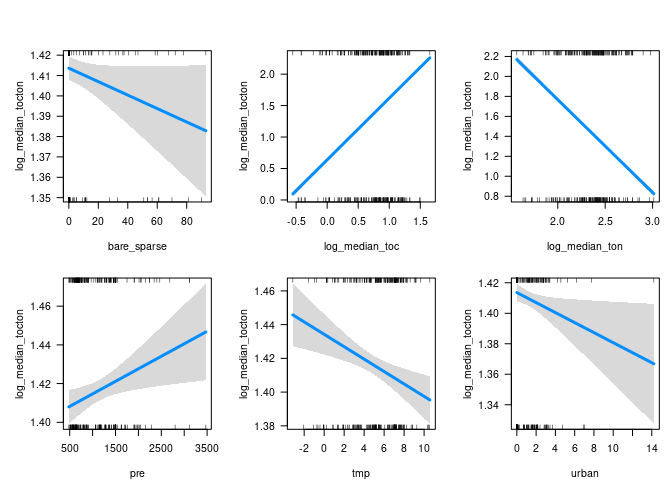 1.42
1.41
1.40
1.39
1.38
1.37
1.36
1.35
log_median_tocton
0 20 40 60 80
bare_sparse
2.0
1.5
1.0
0.5
0.0
log_median_tocton
-0.5 0.0 0.5 1.0 1.5
log_median_toc
2.2
2.0
1.8
1.6
1.4
1.2
1.0
0.8
log_median_tocton
2.0 2.5 3.0
log_median_ton
1.46
1.44
1.42
1.40
log_median_tocton
500 1500 2500 3500
pre
1.46
1.44
1.42
1.40
1.38
log_median_tocton
-2 0 2 4 6 8 10
tmp
1.42
1.40
1.38
1.36
1.34
log_median_tocton
0 2 4 6 8 10 14
urban